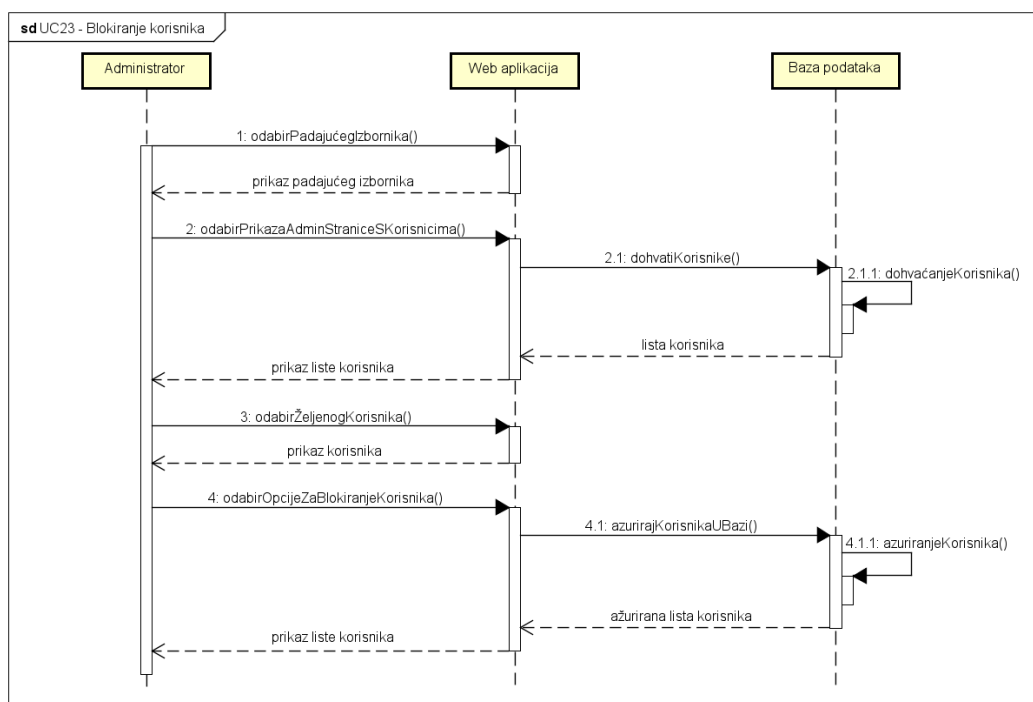 sd UC23 - Blokiranje korisnika
Administrator
Web aplikacija
Baza podataka
1: odabirPadajućegIzbornika()
prikaz padajućeg izbornika
2: odabirPrikazaAdminStraniceSKorisnicima()
2.1: dohvatiKorisnike()
2.1.1: dohvaćanjeKorisnika()
lista korisnika
prikaz liste korisnika
3: odabirŽeljenogKorisnika()
prikaz korisnika
4: odabirOpcijeZaBlokiranjeKorisnika()
4.1: azurirajKorisnikaUBazi()
4.1.1: azuriranjeKorisnika()
ažurirana lista korisnika
prikaz liste korisnika